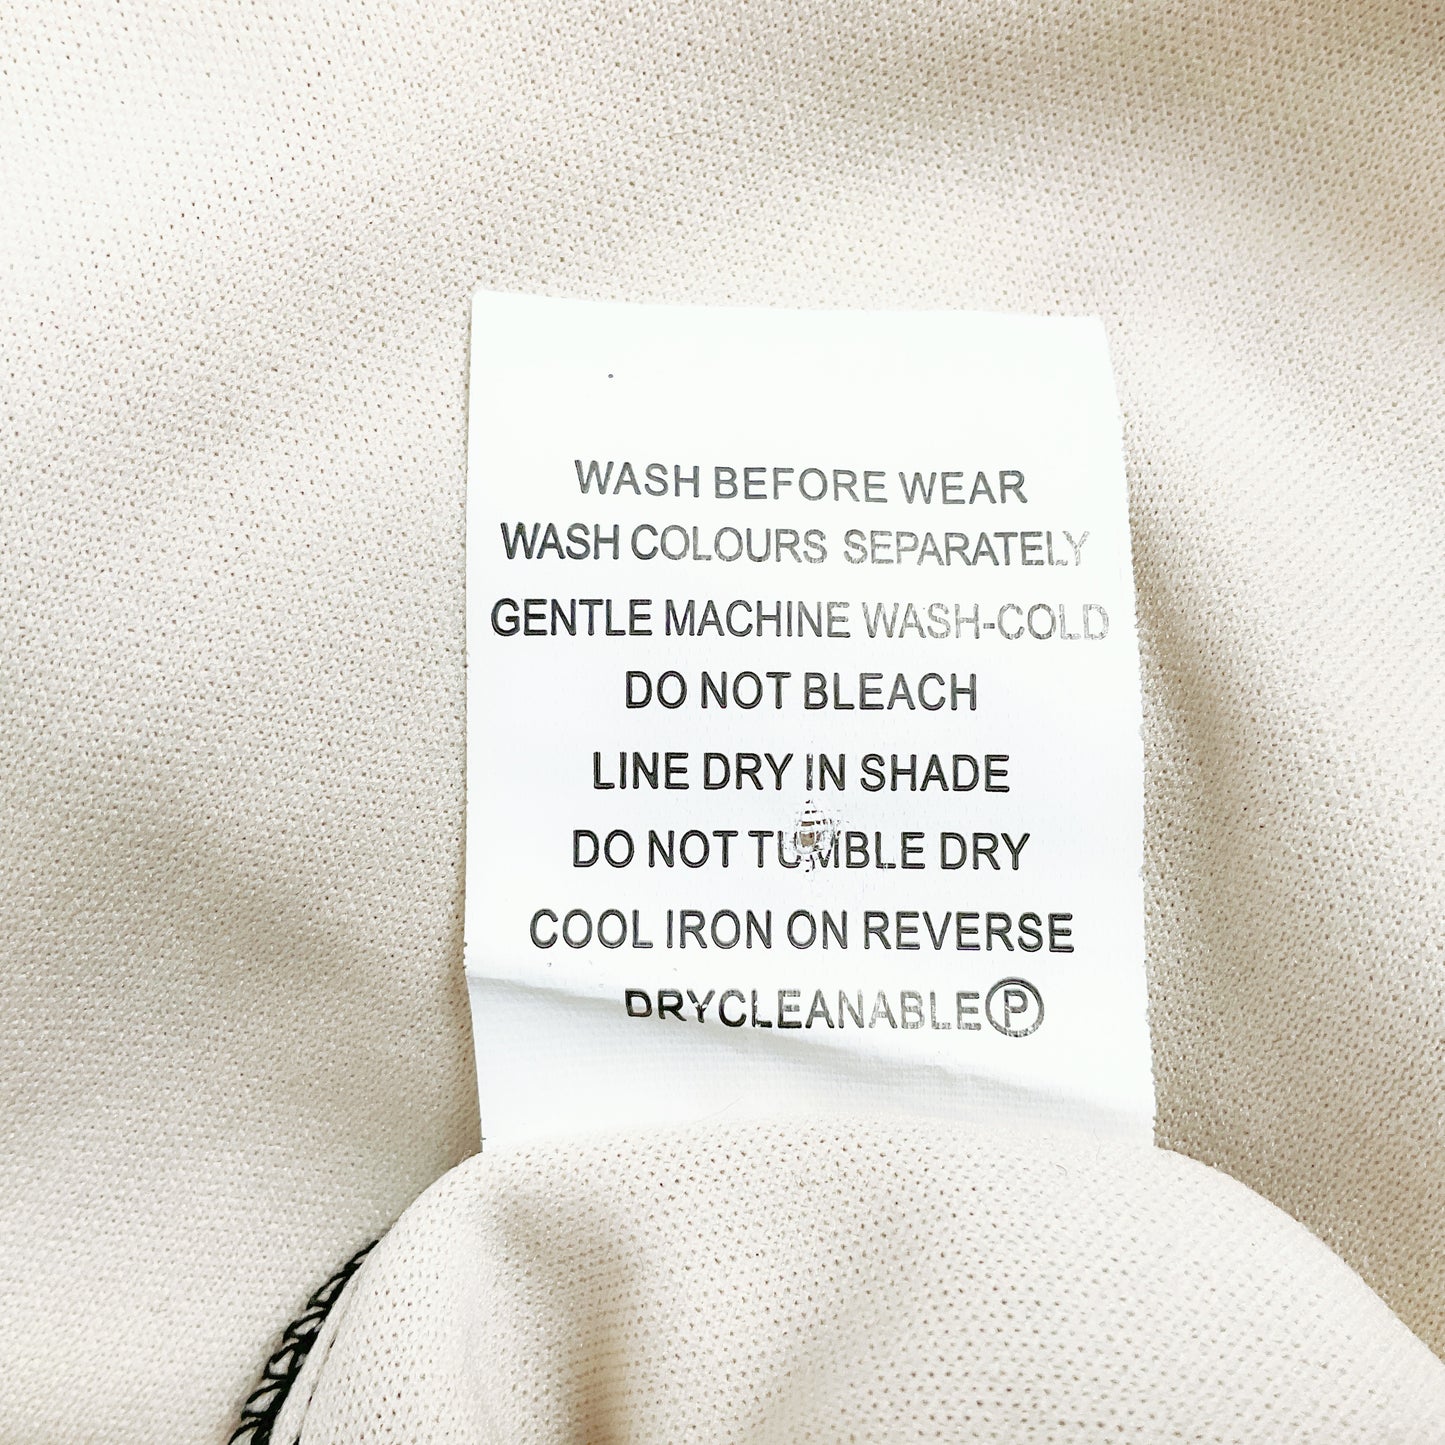 WASH BEFORE WEAR
WASH COLOURS SEPARATELY
GENTLE MACHINE WASH-COLD
DO NOT BLEACH
LINE DRY IN SHADE
DO NOT TUMBLE DRY
COOL IRON ON REVERSE
DRYCLEANABLE Ⓟ